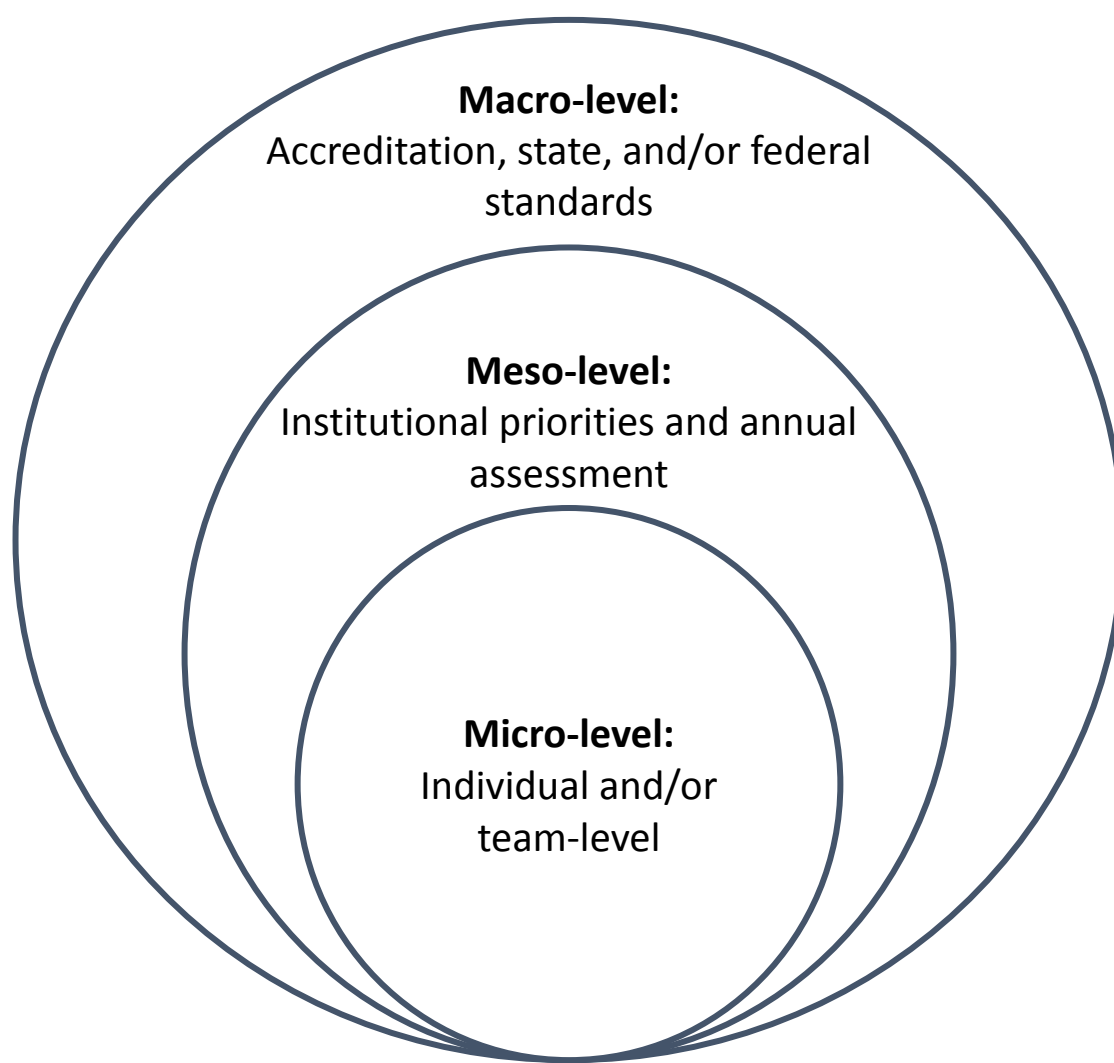 Macro-level:
Accreditation, state, and/or federal
standards
Meso-level:
Institutional priorities and annual
assessment
Micro-level:
Individual and/or
team-level